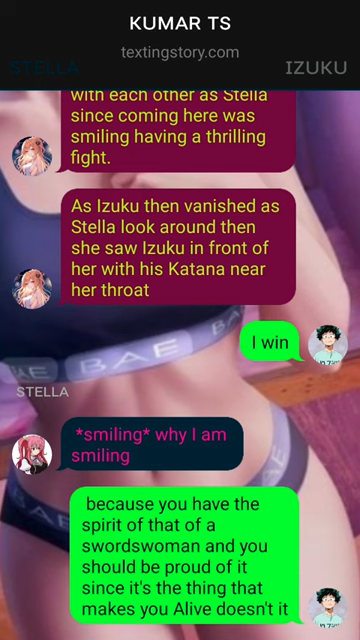 KUMAR TS
textingstory.com
STELLA
IZUKU
with each other as Stella
since coming here was
smiling having a thrilling
fight.
As Izuku then vanished as
Stella look around then
she saw Izuku in front of
her with his Katana near
her throat
I win
BAE
BAE
STELLA
*smiling* why I am
smiling
because you have the
spirit of that of a
swordswoman and you
should be proud of it
since it's the thing that
makes you Alive doesn't it